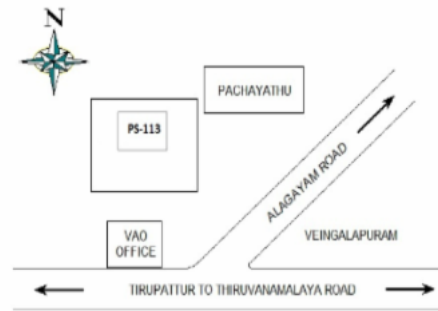 N
PACHAYATHU
PS-113
ALAGAYAM ROAD
VAO
OFFICE
VEINGALAPURAM
TIRUPATTUR TO THIRUVANAMALAYA ROAD